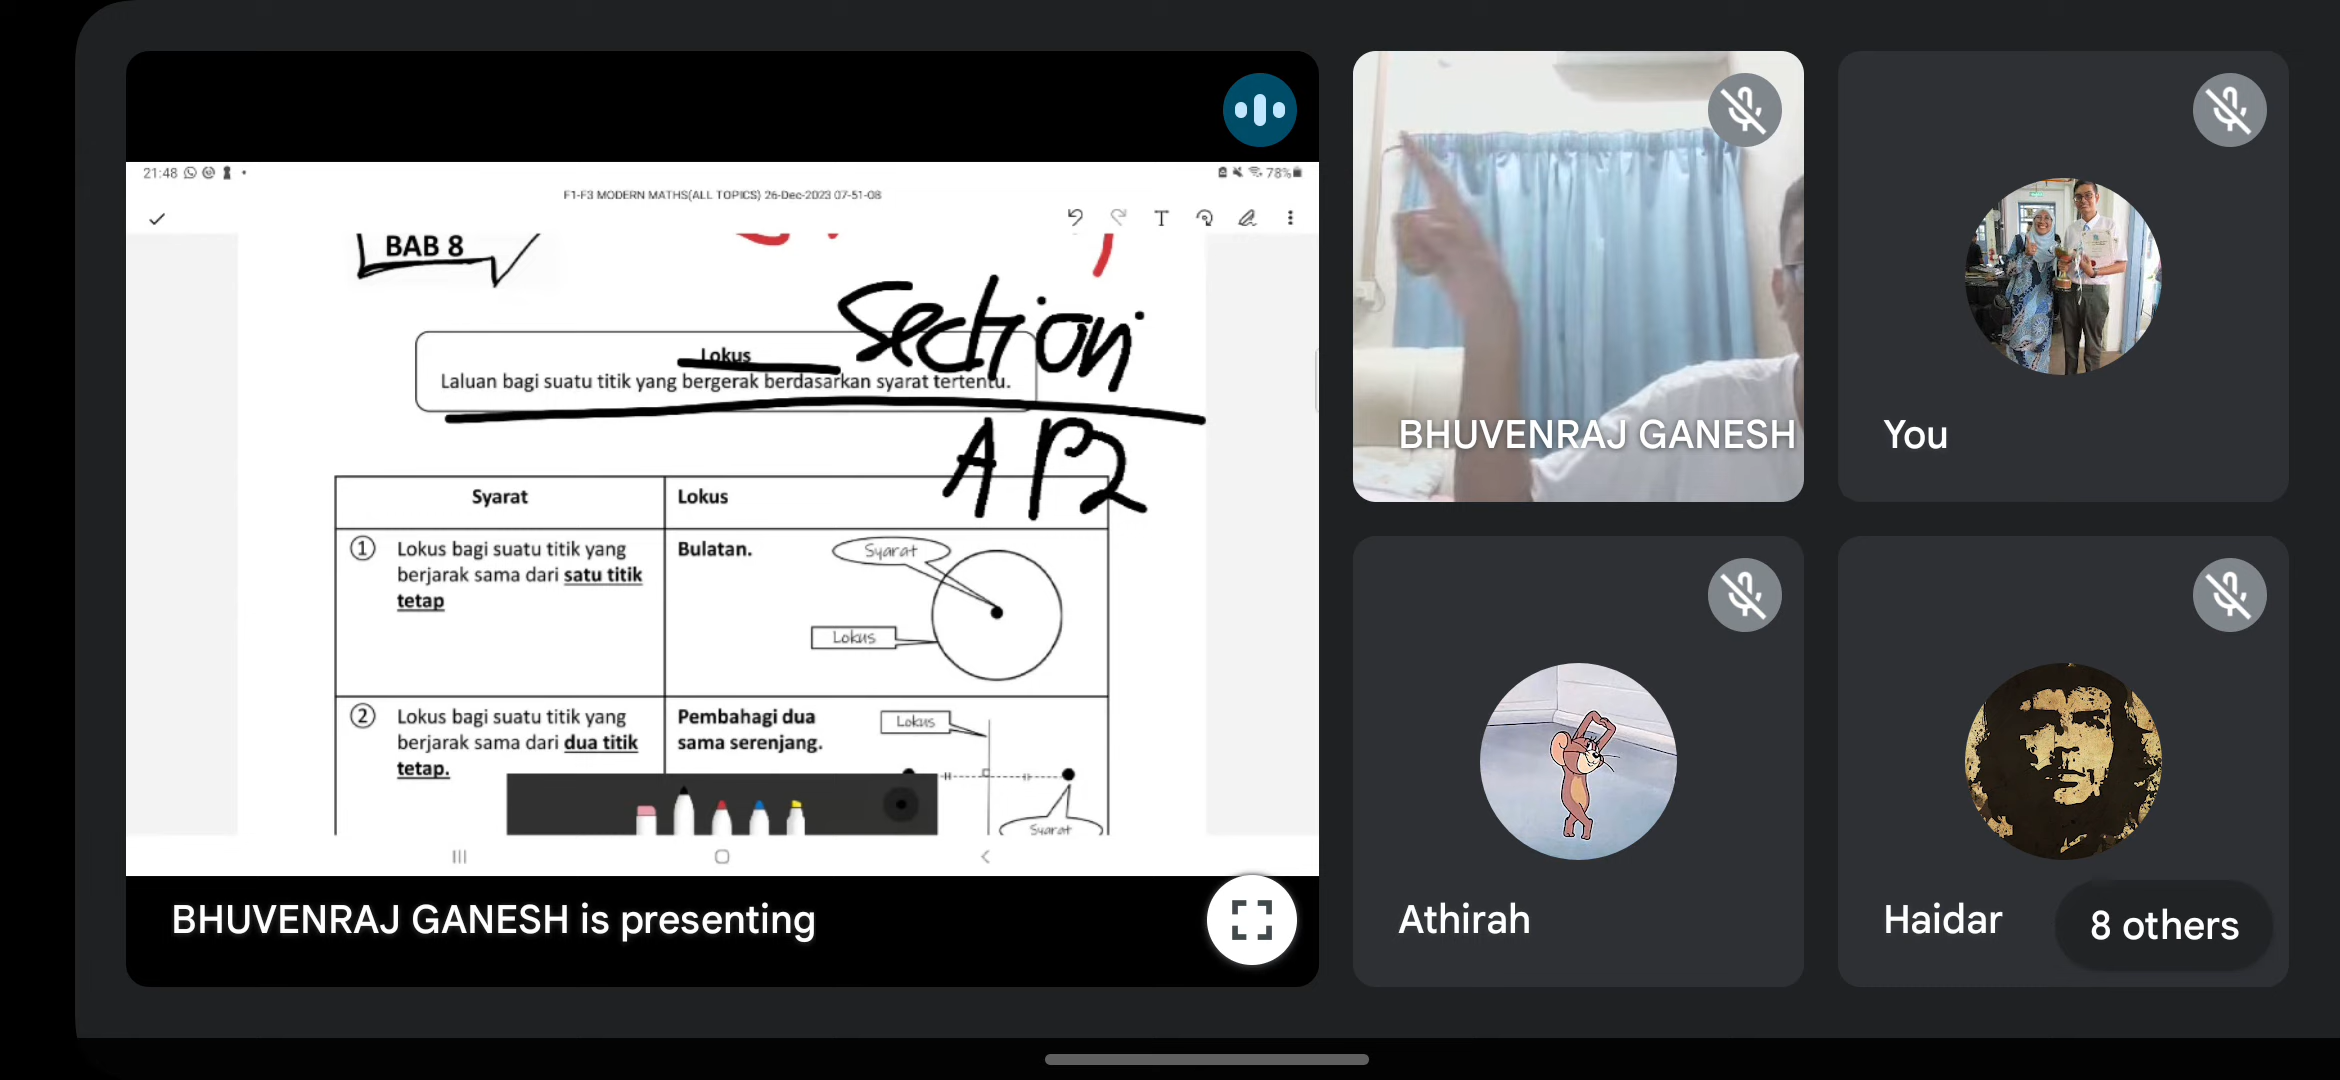 21:48
78%
F1-F3 MODERN MATHS(ALL TOPICS) 26-Dec-2023 07-51-08
T
BAB 8
Section
A P2
Lokus
Laluan bagi suatu titik yang bergerak berdasarkan syarat tertentu.
Syarat
Lokus
① Lokus bagi suatu titik yang
berjarak sama dari satu titik
tetap
Bulatan.
Syarat
Lokus
② Lokus bagi suatu titik yang
berjarak sama dari dua titik
tetap.
Pembahagi dua
sama serenjang.
Lokus
Syarat
BHUVENRAJ GANESH is presenting
BHUVENRAJ GANESH
You
Athirah
Haidar
8 others